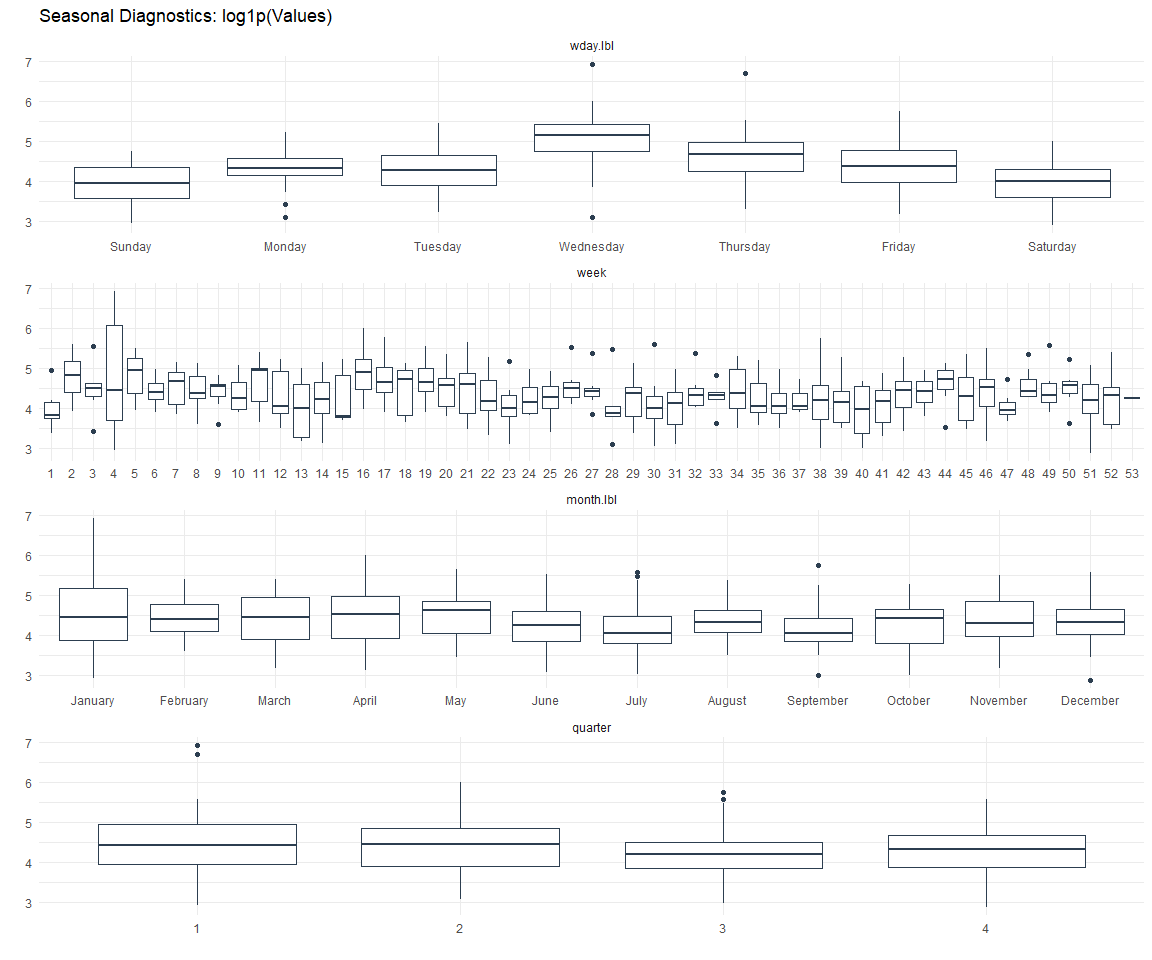 Seasonal Diagnostics: log1p(Values)
wday.lbl
7
6
5
4
3
Sunday Monday Tuesday Wednesday Thursday Friday Saturday
week
7
6
5
4
3
1 2 3 4 5 6 7 8 9 10 11 12 13 14 15 16 17 18 19 20 21 22 23 24 25 26 27 28 29 30 31 32 33 34 35 36 37 38 39 40 41 42 43 44 45 46 47 48 49 50 51 52 53
month.lbl
7
6
5
4
3
January February March April May June July August September October November December
quarter
7
6
5
4
3
1 2 3 4